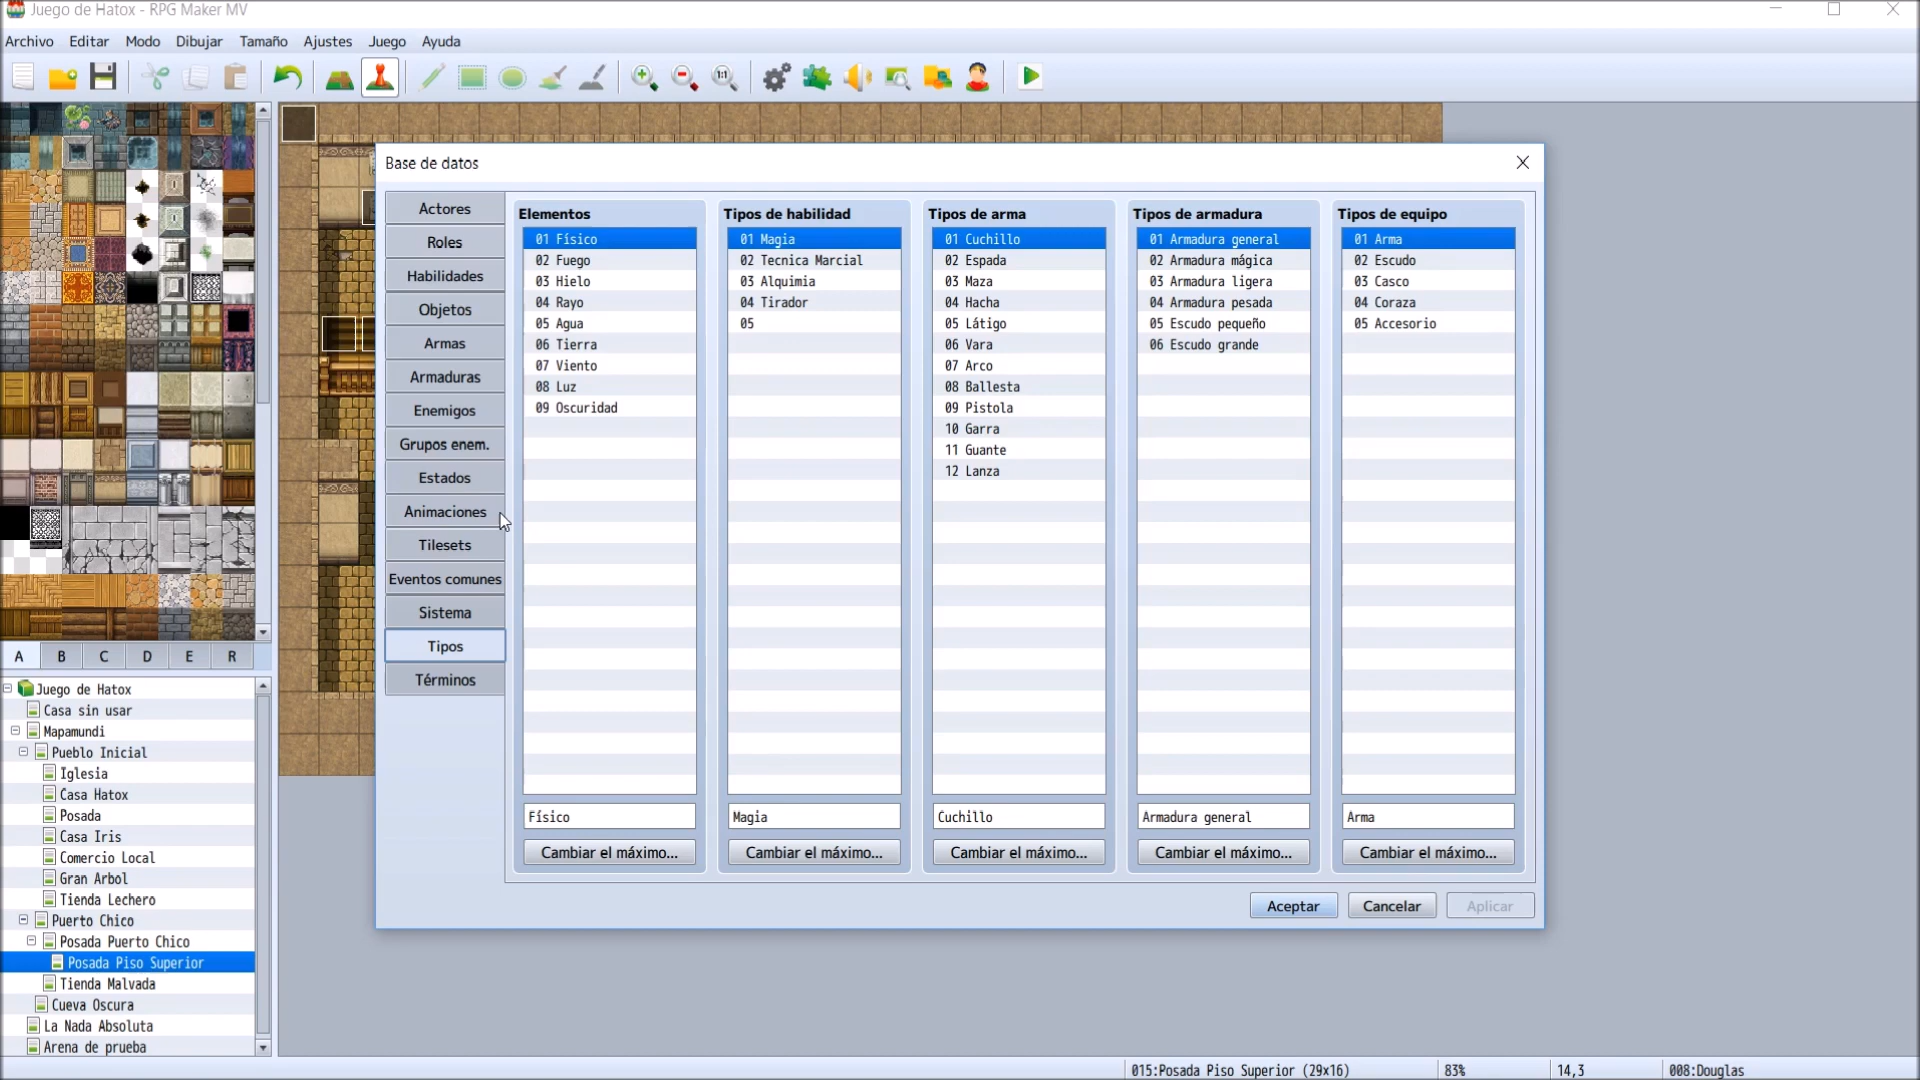 Juego de Hatox - RPG Maker MV
Archivo Editar Modo Dibujar Tamaño Ajustes Juego Ayuda
1:1
Base de datos
Actores
Roles
Habilidades
Objetos
Armas
Armaduras
Enemigos
Grupos enem.
Estados
Animaciones
Tilesets
Eventos comunes
Sistema
Tipos
Términos
Elementos
01 Físico
02 Fuego
03 Hielo
04 Rayo
05 Agua
06 Tierra
07 Viento
08 Luz
09 Oscuridad
Físico
Cambiar el máximo...
Tipos de habilidad
01 Magia
02 Tecnica Marcial
03 Alquimia
04 Tirador
05
Magia
Cambiar el máximo...
Tipos de arma
01 Cuchillo
02 Espada
03 Maza
04 Hacha
05 Látigo
06 Vara
07 Arco
08 Ballesta
09 Pistola
10 Garra
11 Guante
12 Lanza
Cuchillo
Cambiar el máximo...
Tipos de armadura
01 Armadura general
02 Armadura mágica
03 Armadura ligera
04 Armadura pesada
05 Escudo pequeño
06 Escudo grande
Armadura general
Cambiar el máximo...
Tipos de equipo
01 Arma
02 Escudo
03 Casco
04 Coraza
05 Accesorio
Arma
Cambiar el máximo...
Aceptar Cancelar Aplicar
A B C D E R
Juego de Hatox
Casa sin usar
Mapamundi
Pueblo Inicial
Iglesia
Casa Hatox
Posada
Casa Iris
Comercio Local
Gran Arbol
Tienda Lechero
Puerto Chico
Posada Puerto Chico
Posada Piso Superior
Tienda Malvada
Cueva Oscura
La Nada Absoluta
Arena de prueba
015:Posada Piso Superior (29x16) 83% 14,3 008:Douglas